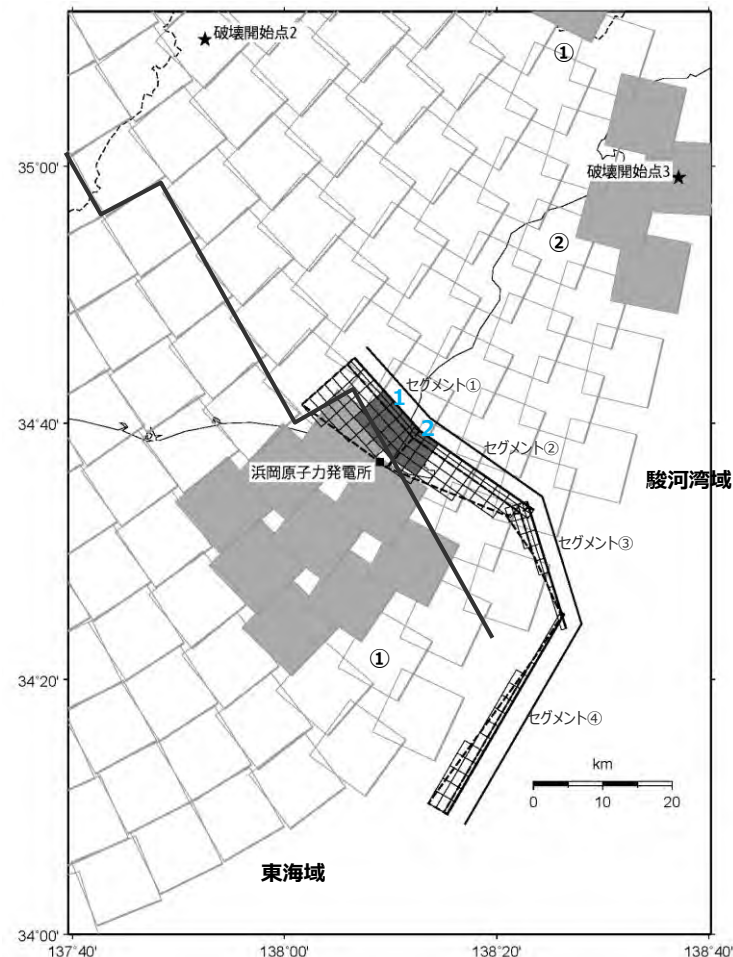 破壊開始点2
①
35°00'
破壊開始点3
②
セグメント①
1
34°40'
2
セグメント②
浜岡原子力発電所
駿河湾域
セグメント③
①
34°20'
セグメント④
km
0 10 20
東海域
34°00'
137°40' 138°00' 138°20' 138°40'